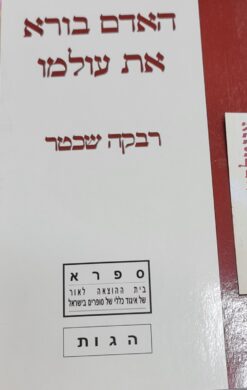 האדם בורא
את עולמו
רבקה שכטר
ספרא
בית ההוצאה לאור
של איגוד כללי של סופרים בישראל
הגות